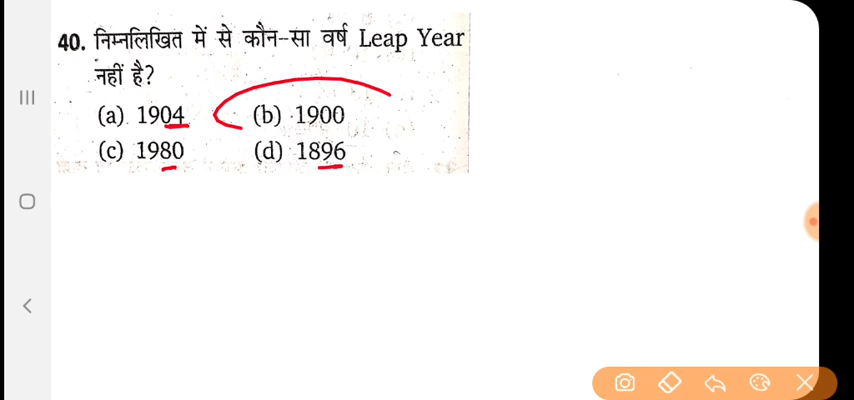 40. निम्नलिखित में से कौन-सा वर्ष Leap Year
नहीं है?
(a) 1904 (b) 1900
(c) 1980 (d) 1896